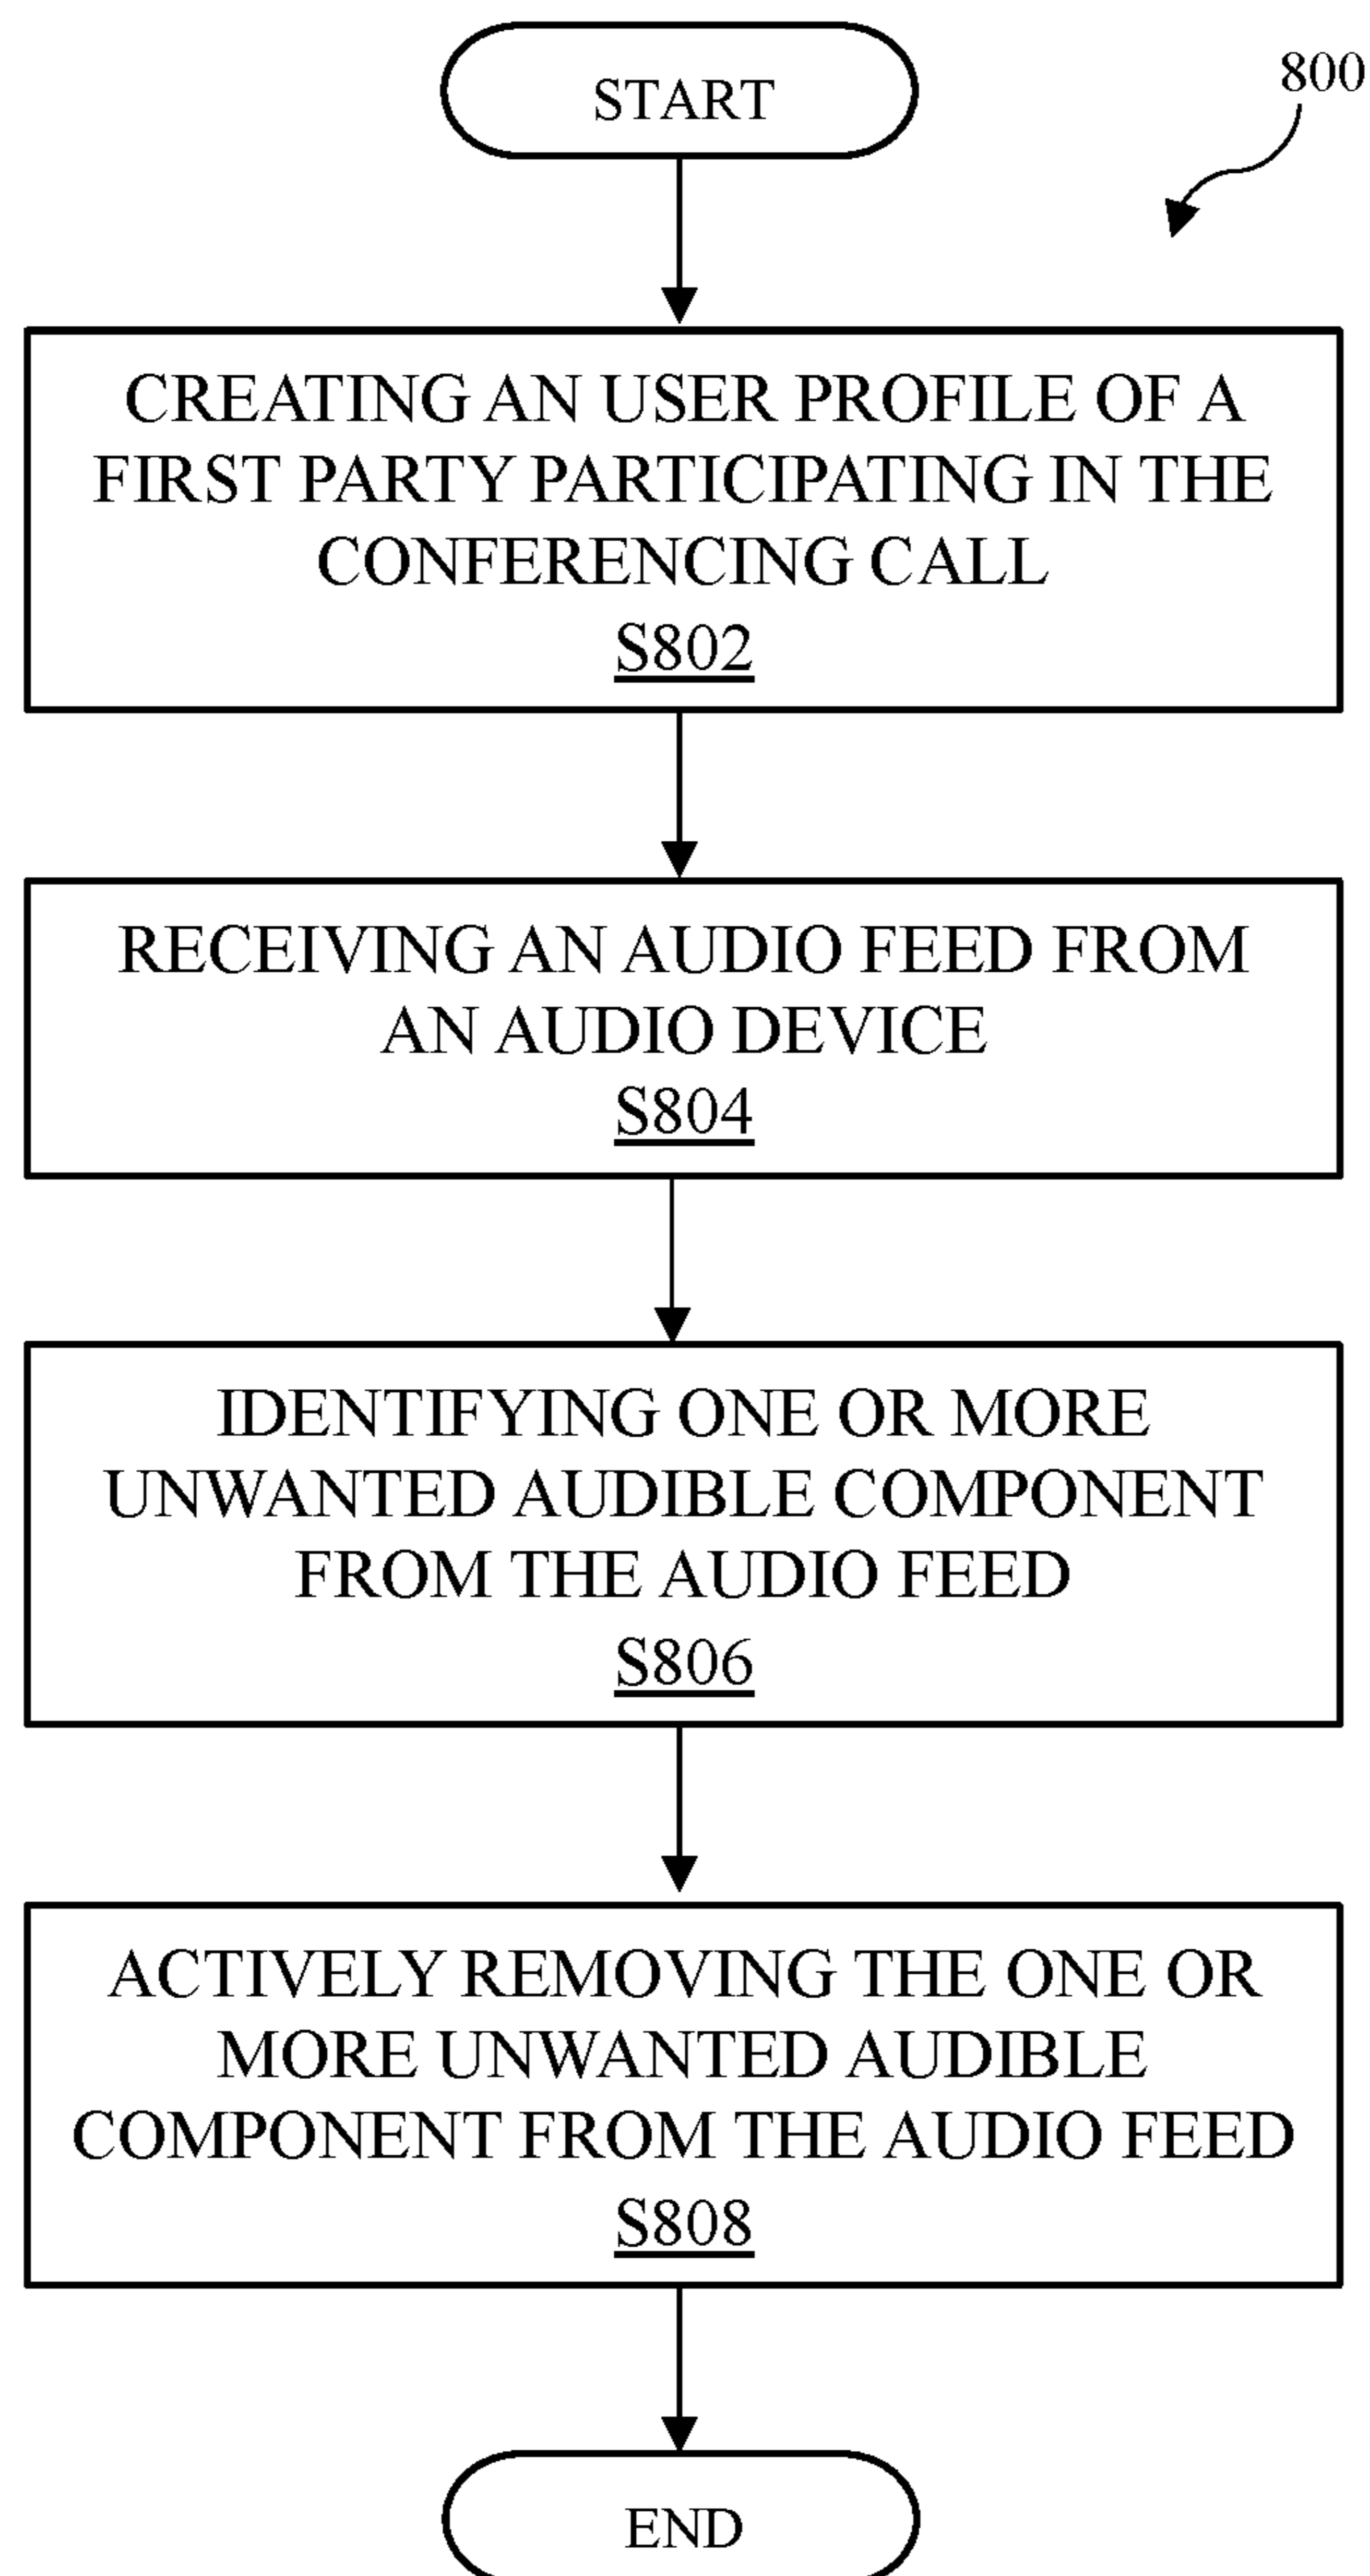 START
800
CREATING AN USER PROFILE OF A
FIRST PARTY PARTICIPATING IN THE
CONFERENCING CALL
S802
RECEIVING AN AUDIO FEED FROM
AN AUDIO DEVICE
S804
IDENTIFYING ONE OR MORE
UNWANTED AUDIBLE COMPONENT
FROM THE AUDIO FEED
S806
ACTIVELY REMOVING THE ONE OR
MORE UNWANTED AUDIBLE
COMPONENT FROM THE AUDIO FEED
S808
END